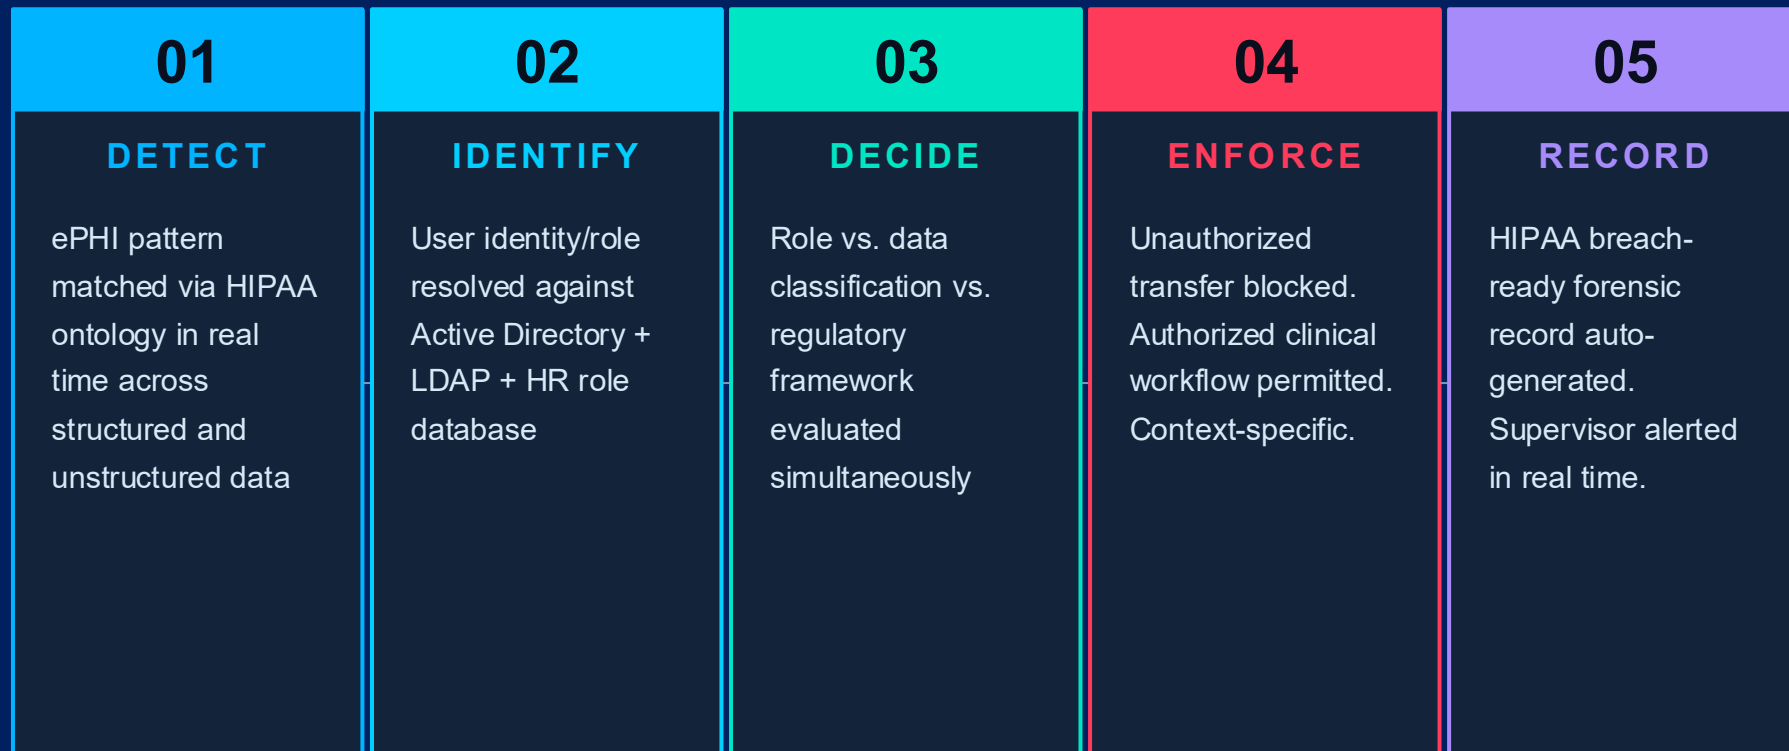 01
DETECT
ePHI pattern
matched via HIPAA
ontology in real
time across
structured and
unstructured data
02
IDENTIFY
User identity/role
resolved against
Active Directory +
LDAP + HR role
database
03
DECIDE
Role vs. data
classification vs.
regulatory
framework
evaluated
simultaneously
04
ENFORCE
Unauthorized
transfer blocked.
Authorized clinical
workflow permitted.
Context-specific.
05
RECORD
HIPAA breach-
ready forensic
record auto-
generated.
Supervisor alerted
in real time.